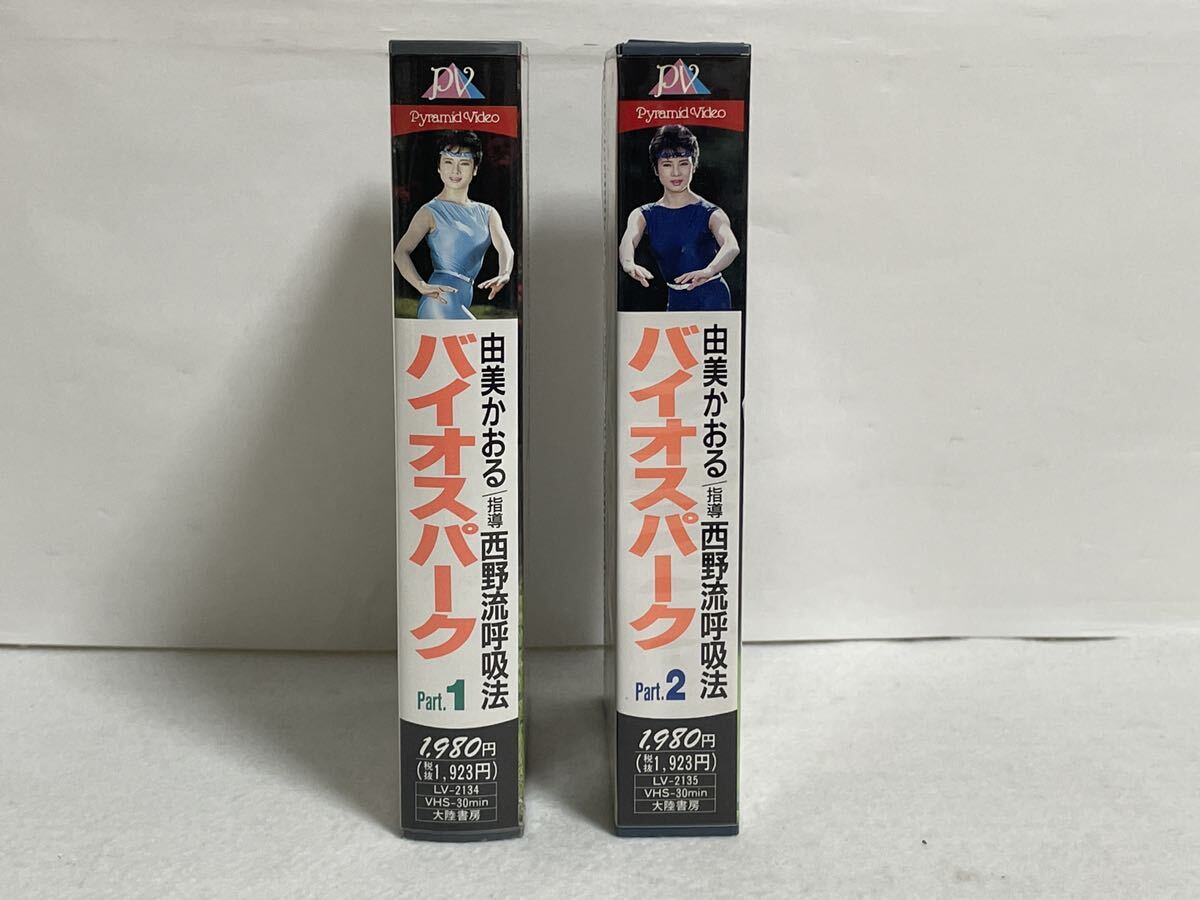 PV
Pyramid Video
由美かおる/指導 西野流呼吸法
バイオスパーク
Part.1
1,980円
(税抜1,923円)
LV-2134
VHS-30min
大陸書房
PV
Pyramid Video
由美かおる/指導 西野流呼吸法
バイオスパーク
Part.2
1,980円
(税抜1,923円)
LV-2135
VHS-30min
大陸書房